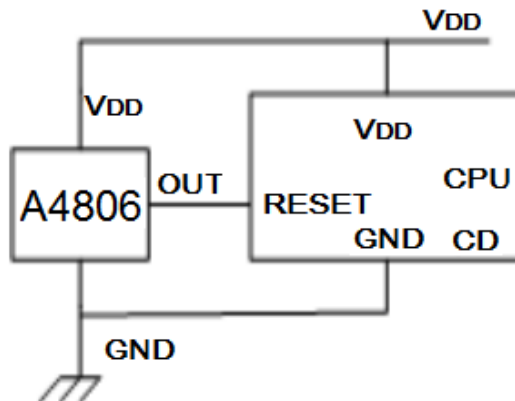 VDD
VDD
VDD
CPU
OUT
A4806
RESET
GND
CD
GND